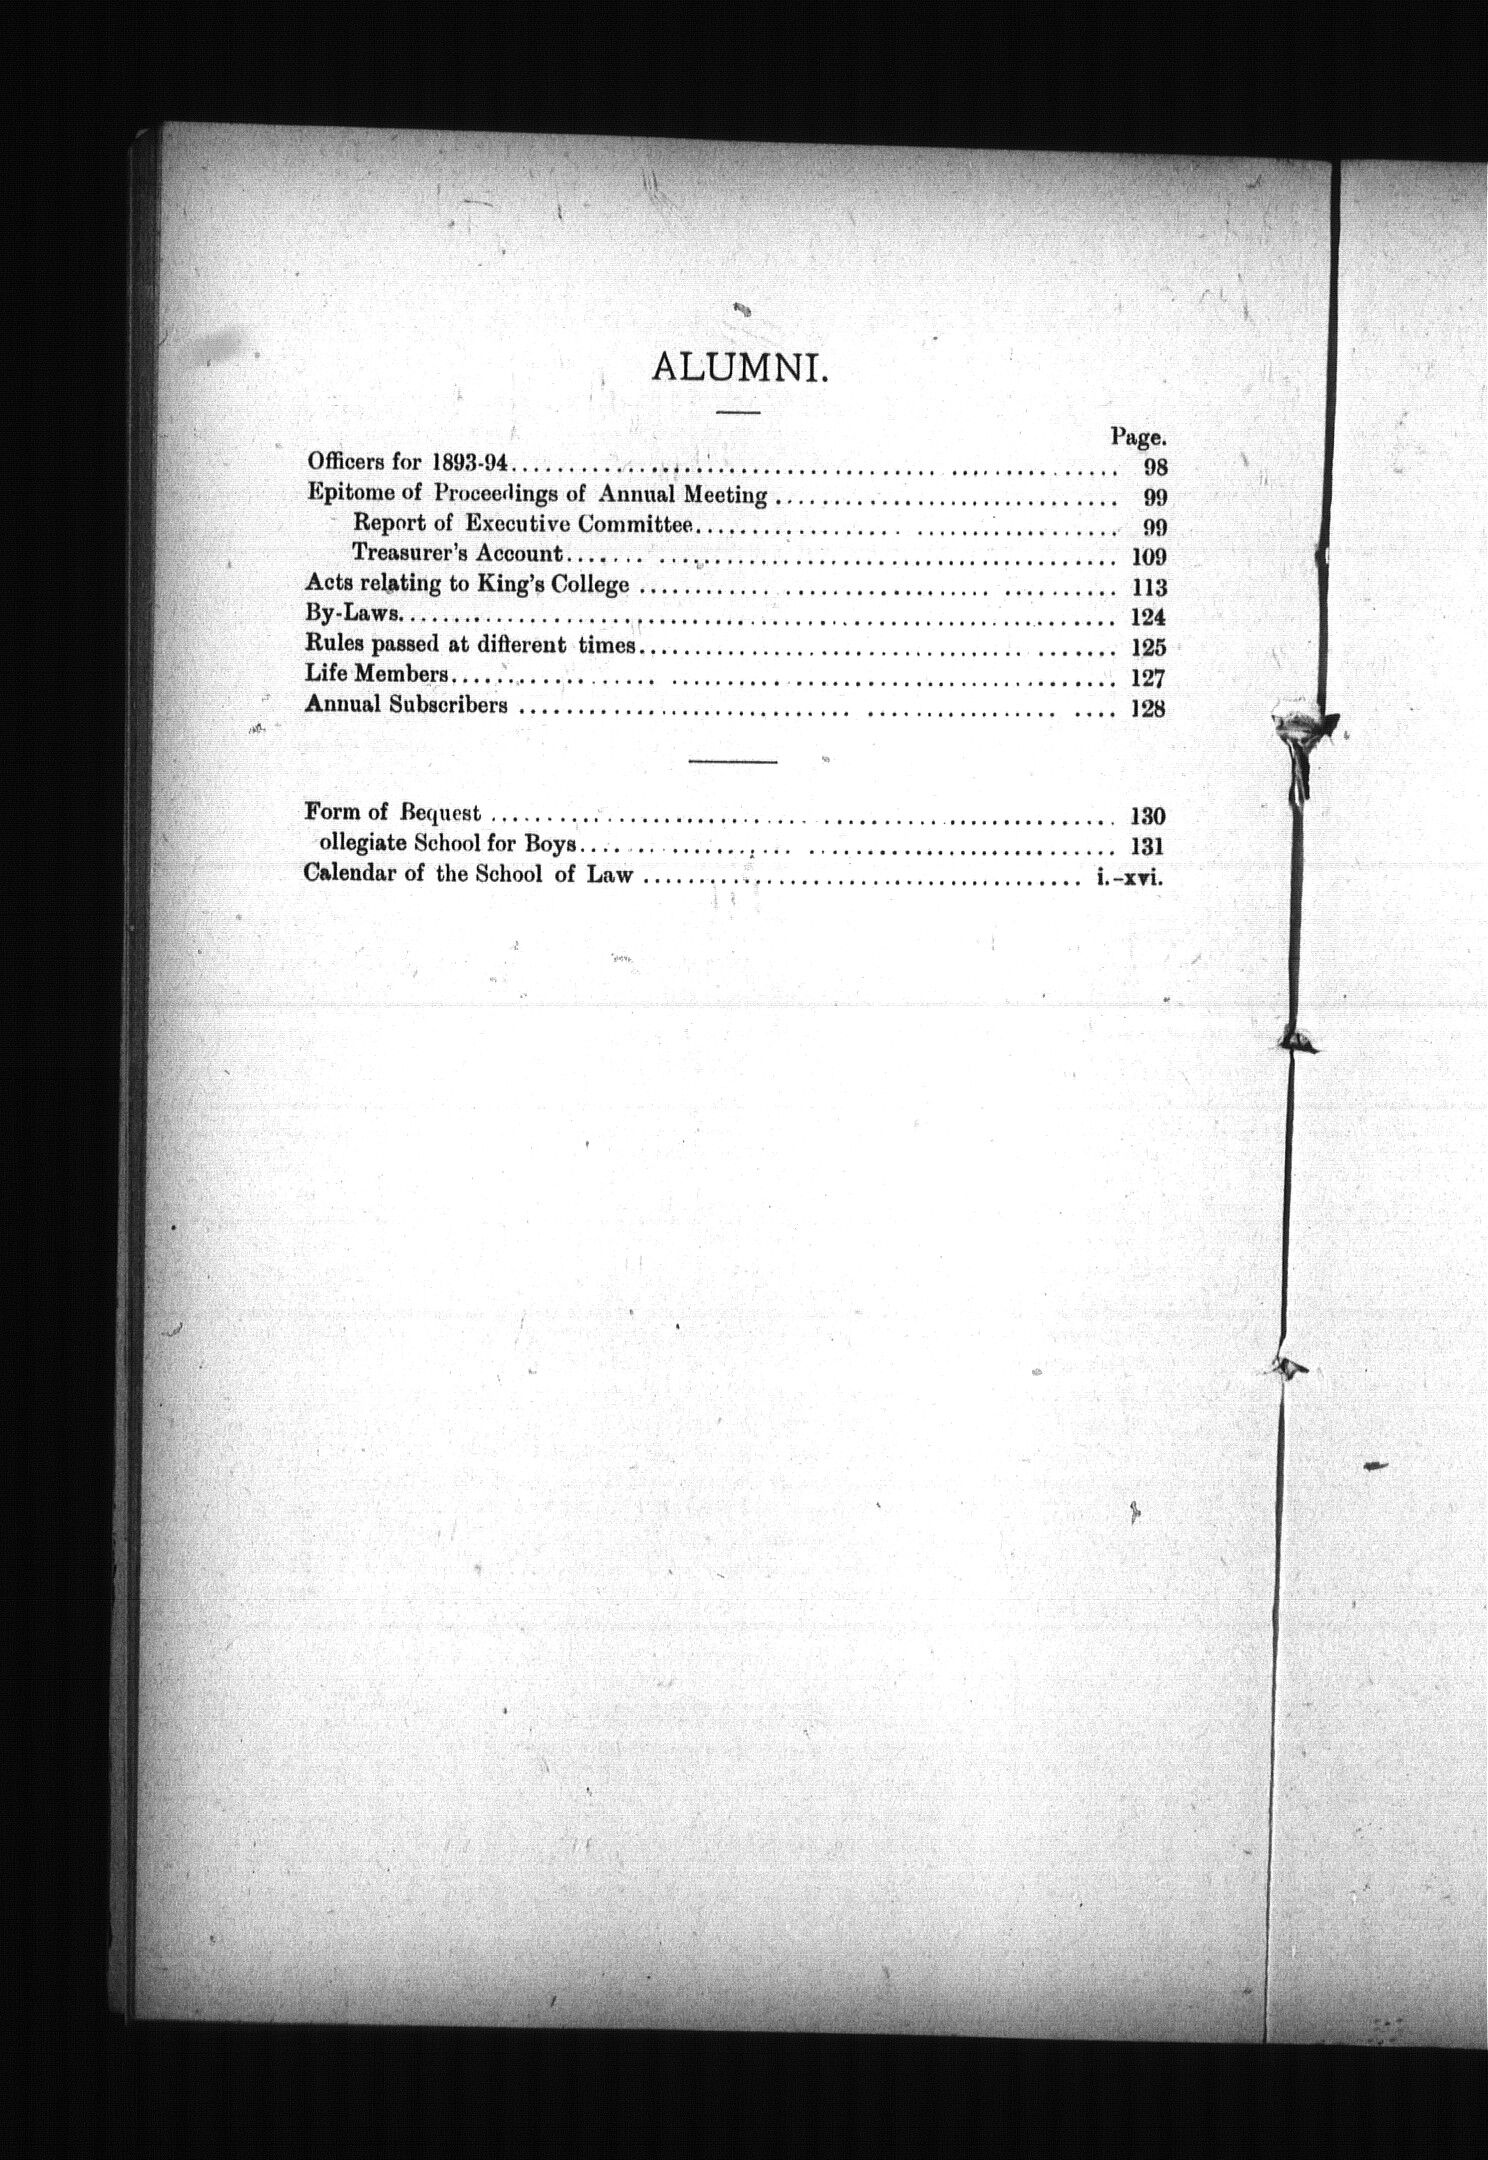 ALUMNI.
Page.
Officers for 1893-94.................................................... 98
Epitome of Proceedings of Annual Meeting ............................... 99
Report of Executive Committee..................................... 99
Treasurer's Account............................................... 109
Acts relating to King's College ........................................ 113
By-Laws................................................................. 124
Rules passed at different times......................................... 125
Life Members............................................................ 127
Annual Subscribers ..................................................... 128
Form of Bequest ........................................................ 130
ollegiate School for Boys............................................... 131
Calendar of the School of Law ....................................... i.-xvi.